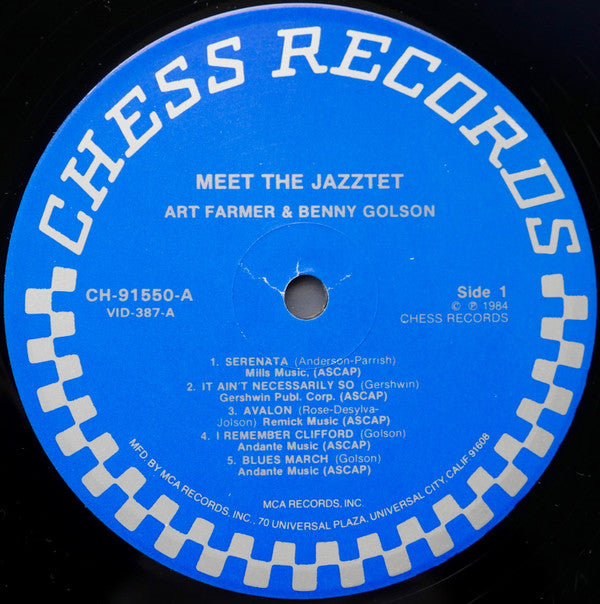 CHESS RECORDS
MEET THE JAZZTET
ART FARMER & BENNY GOLSON
CH-91550-A
VID-387-A
Side 1
© ℗ 1984
CHESS RECORDS
1. SERENATA (Anderson-Parrish)
Mills Music, (ASCAP)
2. IT AIN'T NECESSARILY SO (Gershwin)
Gershwin Publ. Corp. (ASCAP)
3. AVALON (Rose-Desylva-
Jolson) Remick Music (ASCAP)
4. I REMEMBER CLIFFORD (Golson)
Andante Music (ASCAP)
5. BLUES MARCH (Golson)
Andante Music (ASCAP)
MCA RECORDS, INC.
MFD. BY MCA RECORDS, INC., 70 UNIVERSAL PLAZA, UNIVERSAL CITY, CALIF. 91608